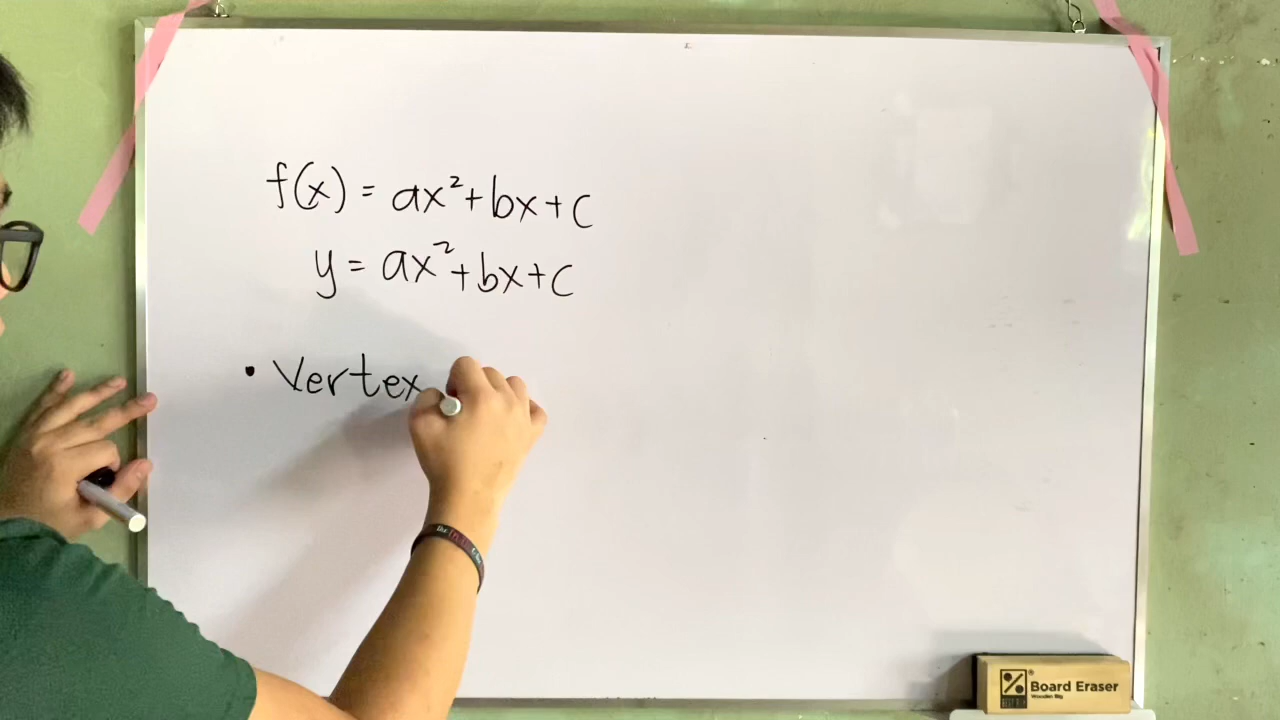 f(x) = ax²+bx+c
y = ax²+bx+c
• Vertex
Board Eraser